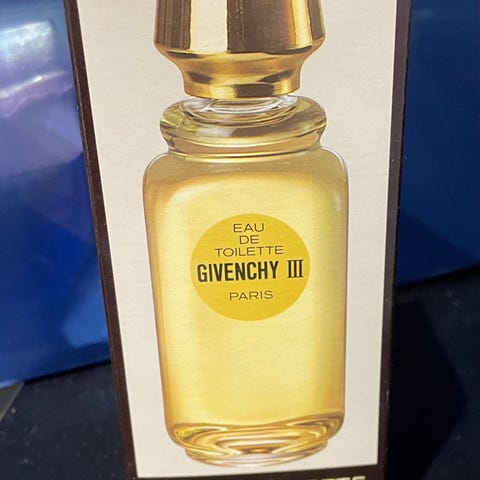 EAU
DE
TOILETTE
GIVENCHY III
PARIS